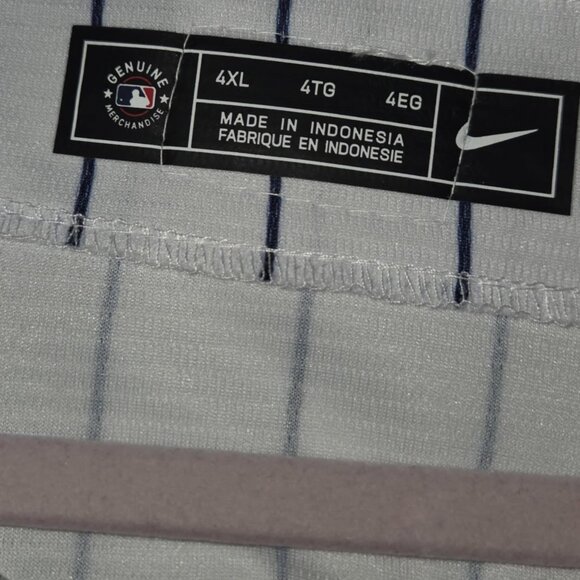 GENUINE
MERCHANDISE
4XL 4TG 4EG
MADE IN INDONESIA
FABRIQUE EN INDONESIE